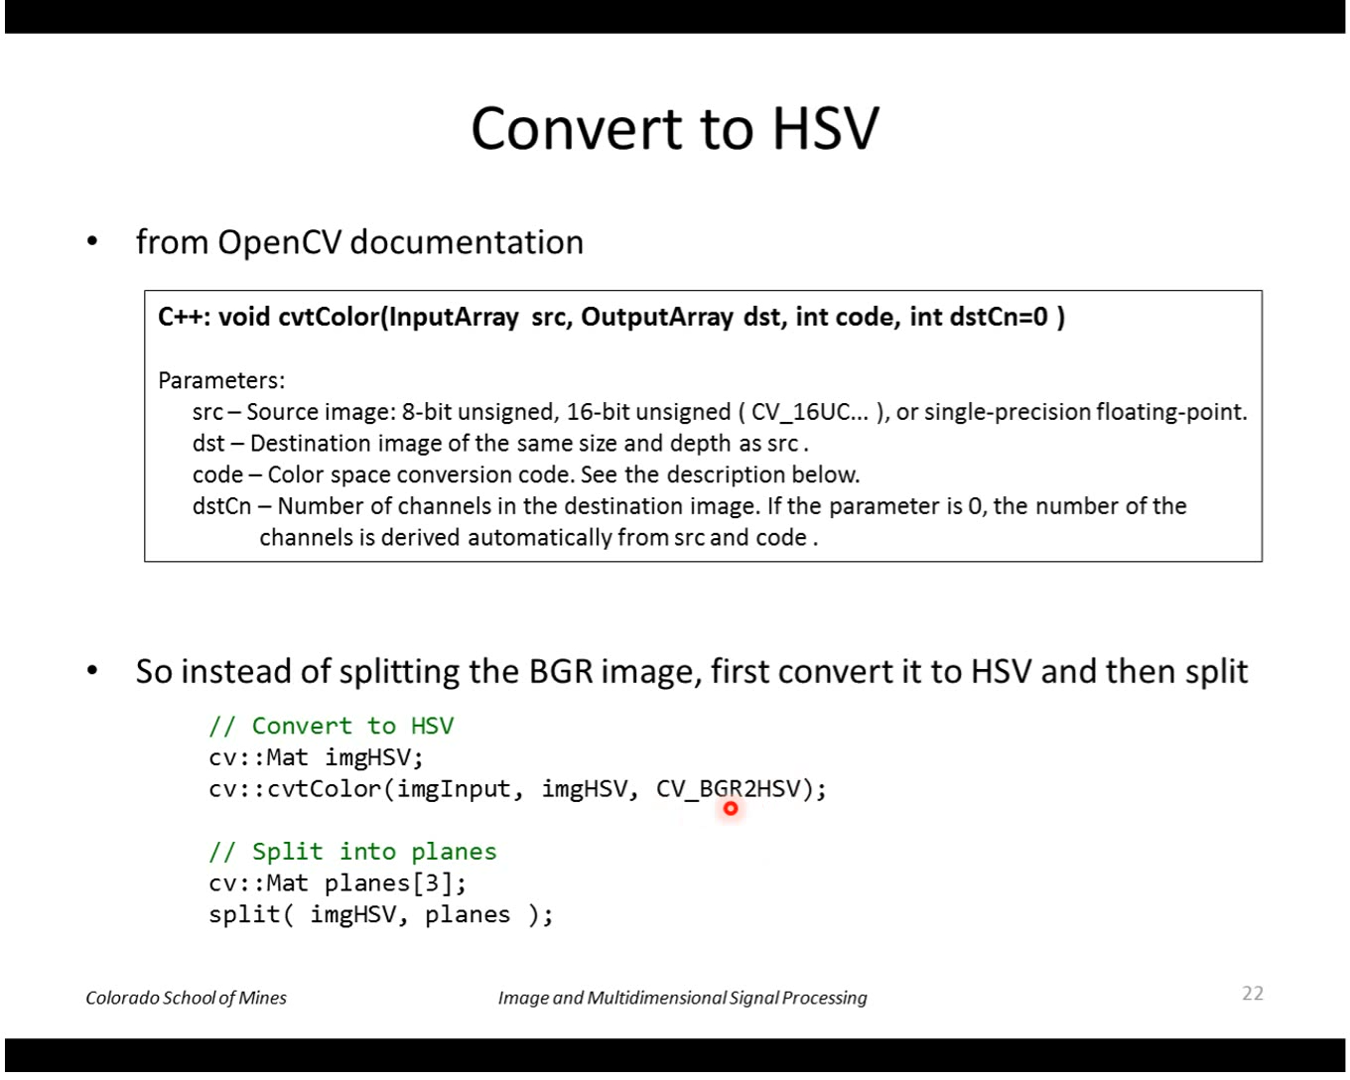 Convert to HSV
• from OpenCV documentation
C++: void cvtColor(InputArray src, OutputArray dst, int code, int dstCn=0 )
Parameters:
src – Source image: 8-bit unsigned, 16-bit unsigned ( CV_16UC... ), or single-precision floating-point.
dst – Destination image of the same size and depth as src .
code – Color space conversion code. See the description below.
dstCn – Number of channels in the destination image. If the parameter is 0, the number of the
channels is derived automatically from src and code .
• So instead of splitting the BGR image, first convert it to HSV and then split
// Convert to HSV
cv::Mat imgHSV;
cv::cvtColor(imgInput, imgHSV, CV_BGR2HSV);
// Split into planes
cv::Mat planes[3];
split( imgHSV, planes );
Colorado School of Mines
Image and Multidimensional Signal Processing
22